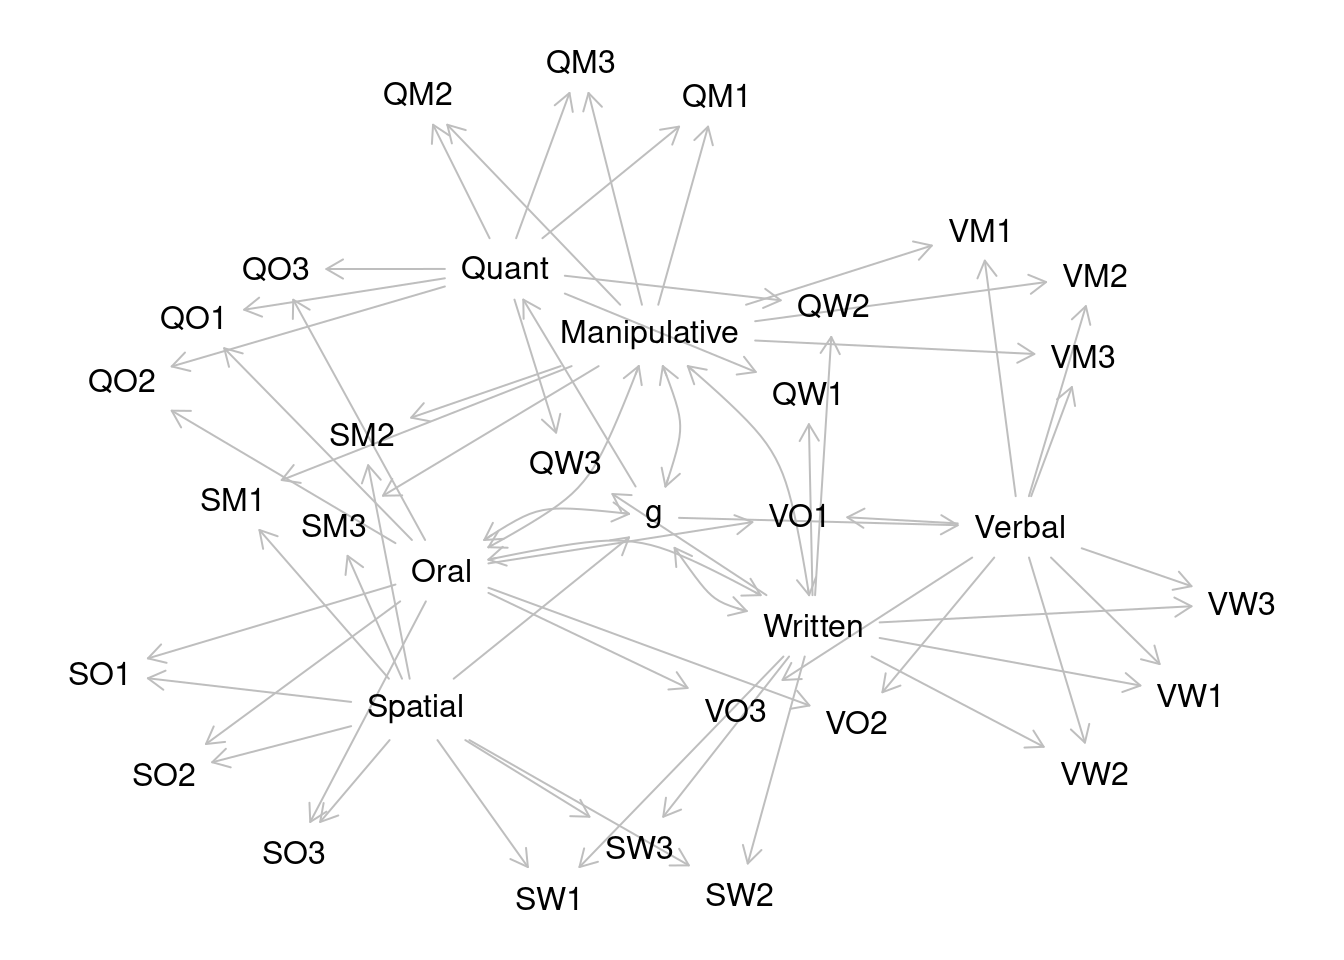 QM3
QM2
QM1
VM1
QO3
Quant
VM2
QW2
QO1
Manipulative
VM3
QO2
QW1
SM2
QW3
SM1
g
VO1
SM3
Verbal
Oral
VW3
Written
SO1
VW1
Spatial
VO3
VO2
SO2
VW2
SO3
SW3
SW1
SW2